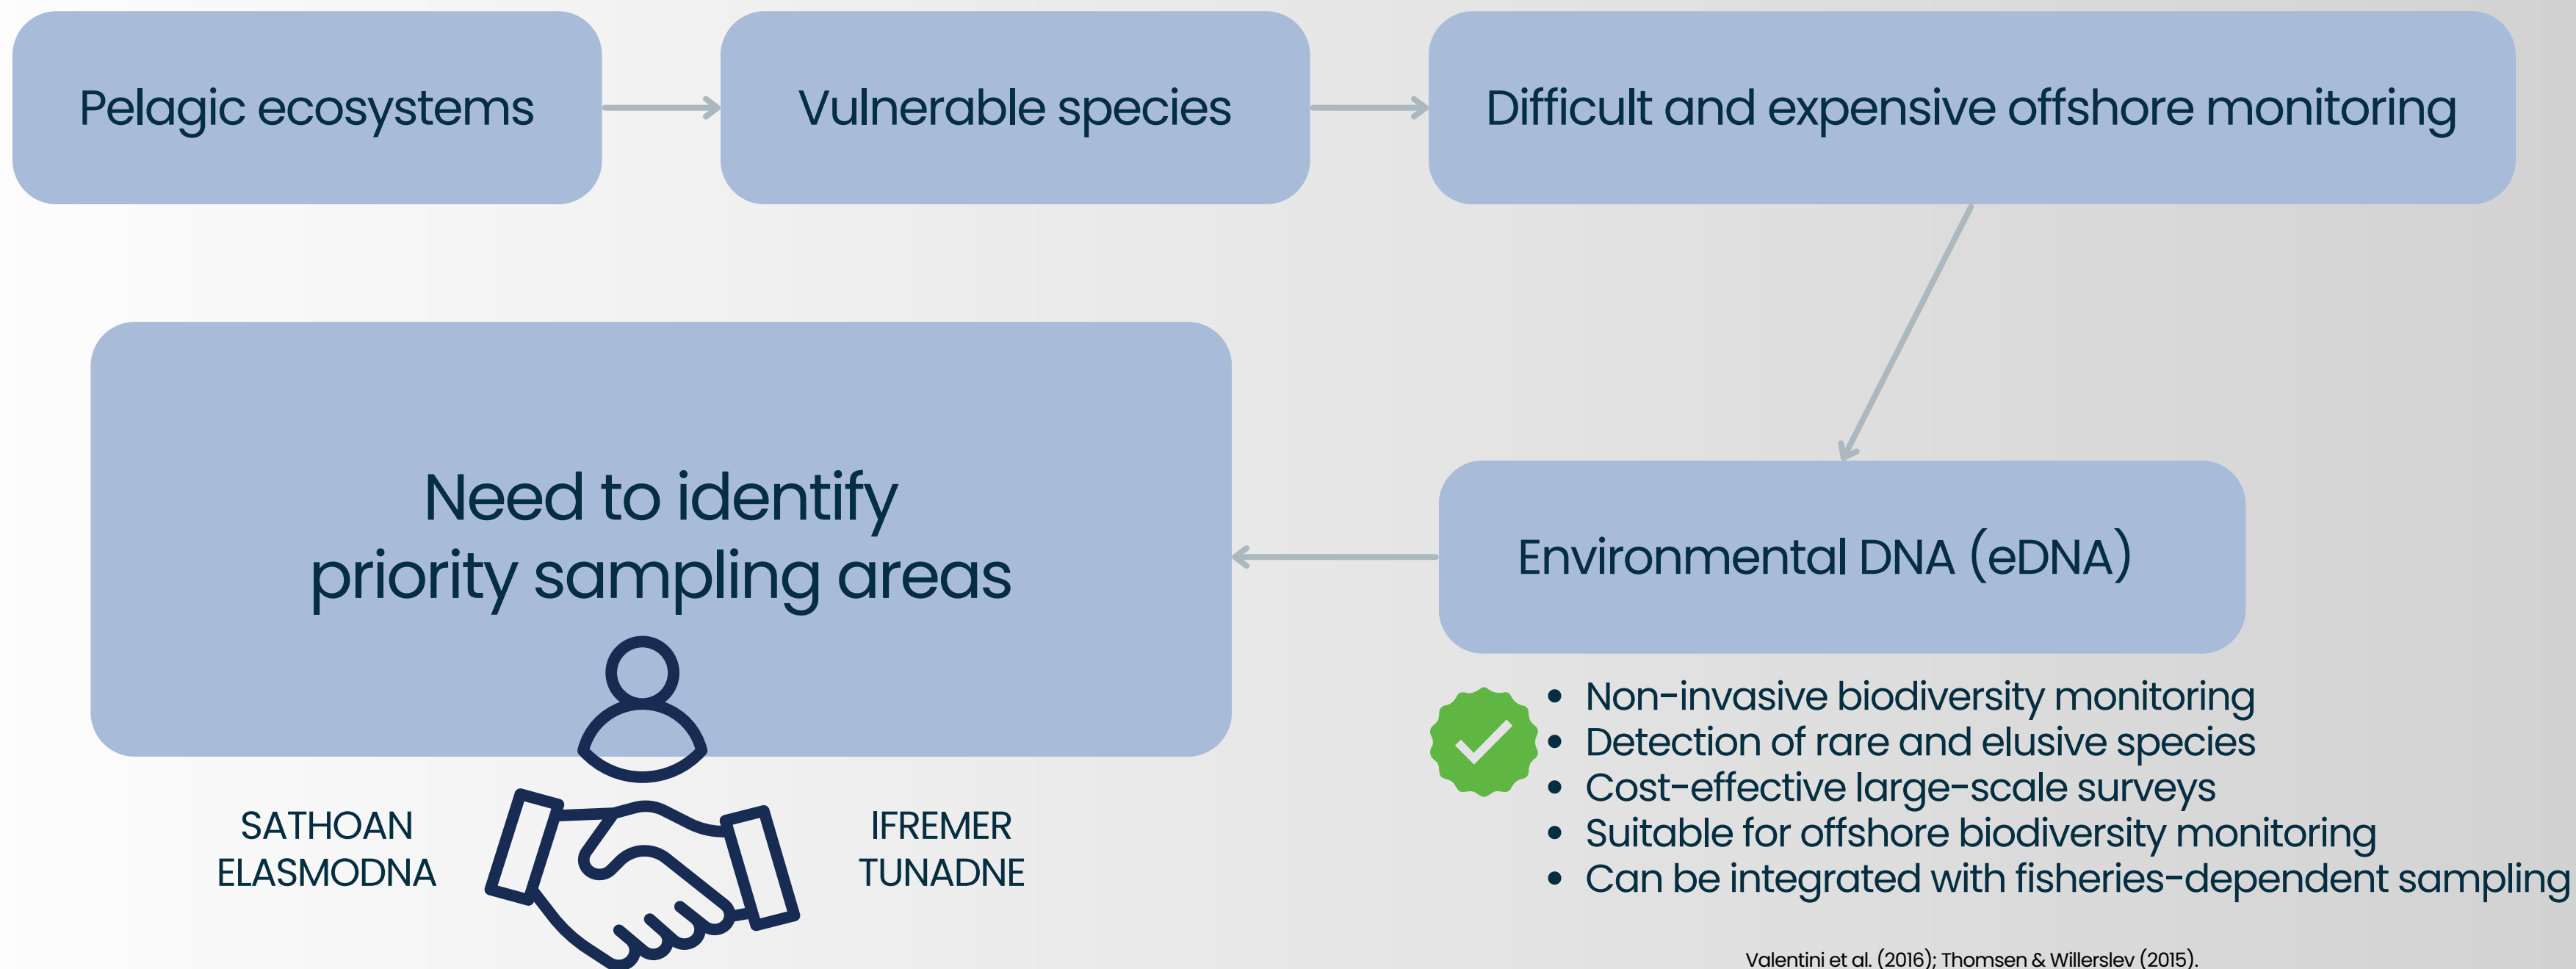 Pelagic ecosystems
Vulnerable species
Difficult and expensive offshore monitoring
Environmental DNA (eDNA)
• Non-invasive biodiversity monitoring
• Detection of rare and elusive species
• Cost-effective large-scale surveys
• Suitable for offshore biodiversity monitoring
• Can be integrated with fisheries-dependent sampling
Need to identify
priority sampling areas
SATHOAN
ELASMODNA
IFREMER
TUNADNE
Valentini et al. (2016); Thomsen & Willerslev (2015).